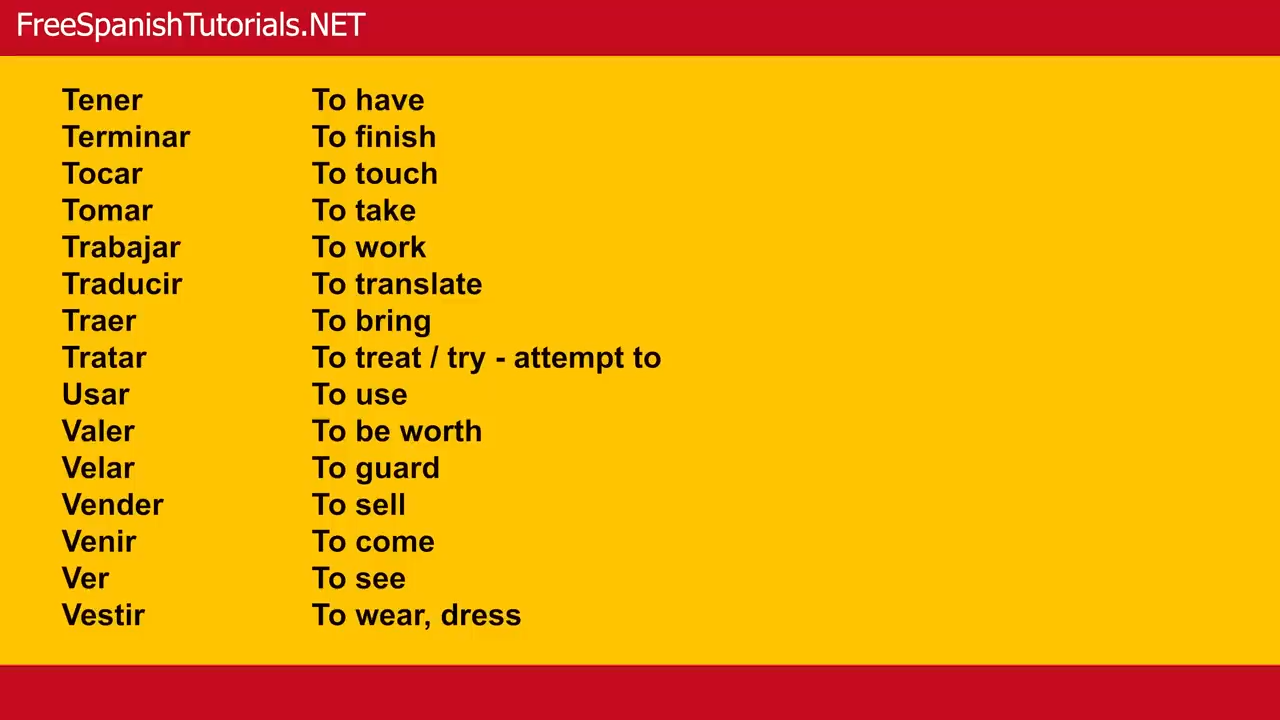 FreeSpanishTutorials.NET
Tener To have
Terminar To finish
Tocar To touch
Tomar To take
Trabajar To work
Traducir To translate
Traer To bring
Tratar To treat / try - attempt to
Usar To use
Valer To be worth
Velar To guard
Vender To sell
Venir To come
Ver To see
Vestir To wear, dress